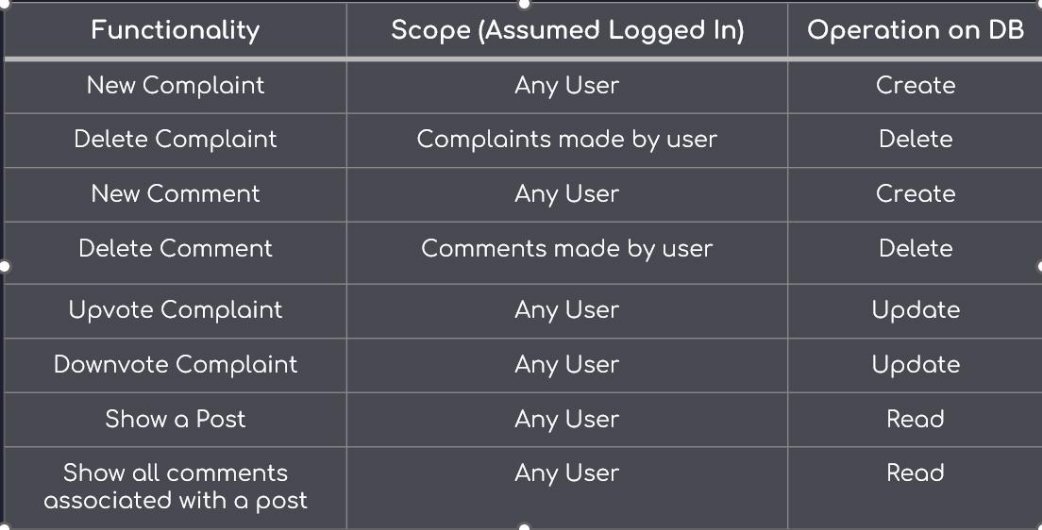 Functionality Scope (Assumed Logged In) Operation on DB
New Complaint Any User Create
Delete Complaint Complaints made by user Delete
New Comment Any User Create
Delete Comment Comments made by user Delete
Upvote Complaint Any User Update
Downvote Complaint Any User Update
Show a Post Any User Read
Show all comments Any User Read
associated with a post